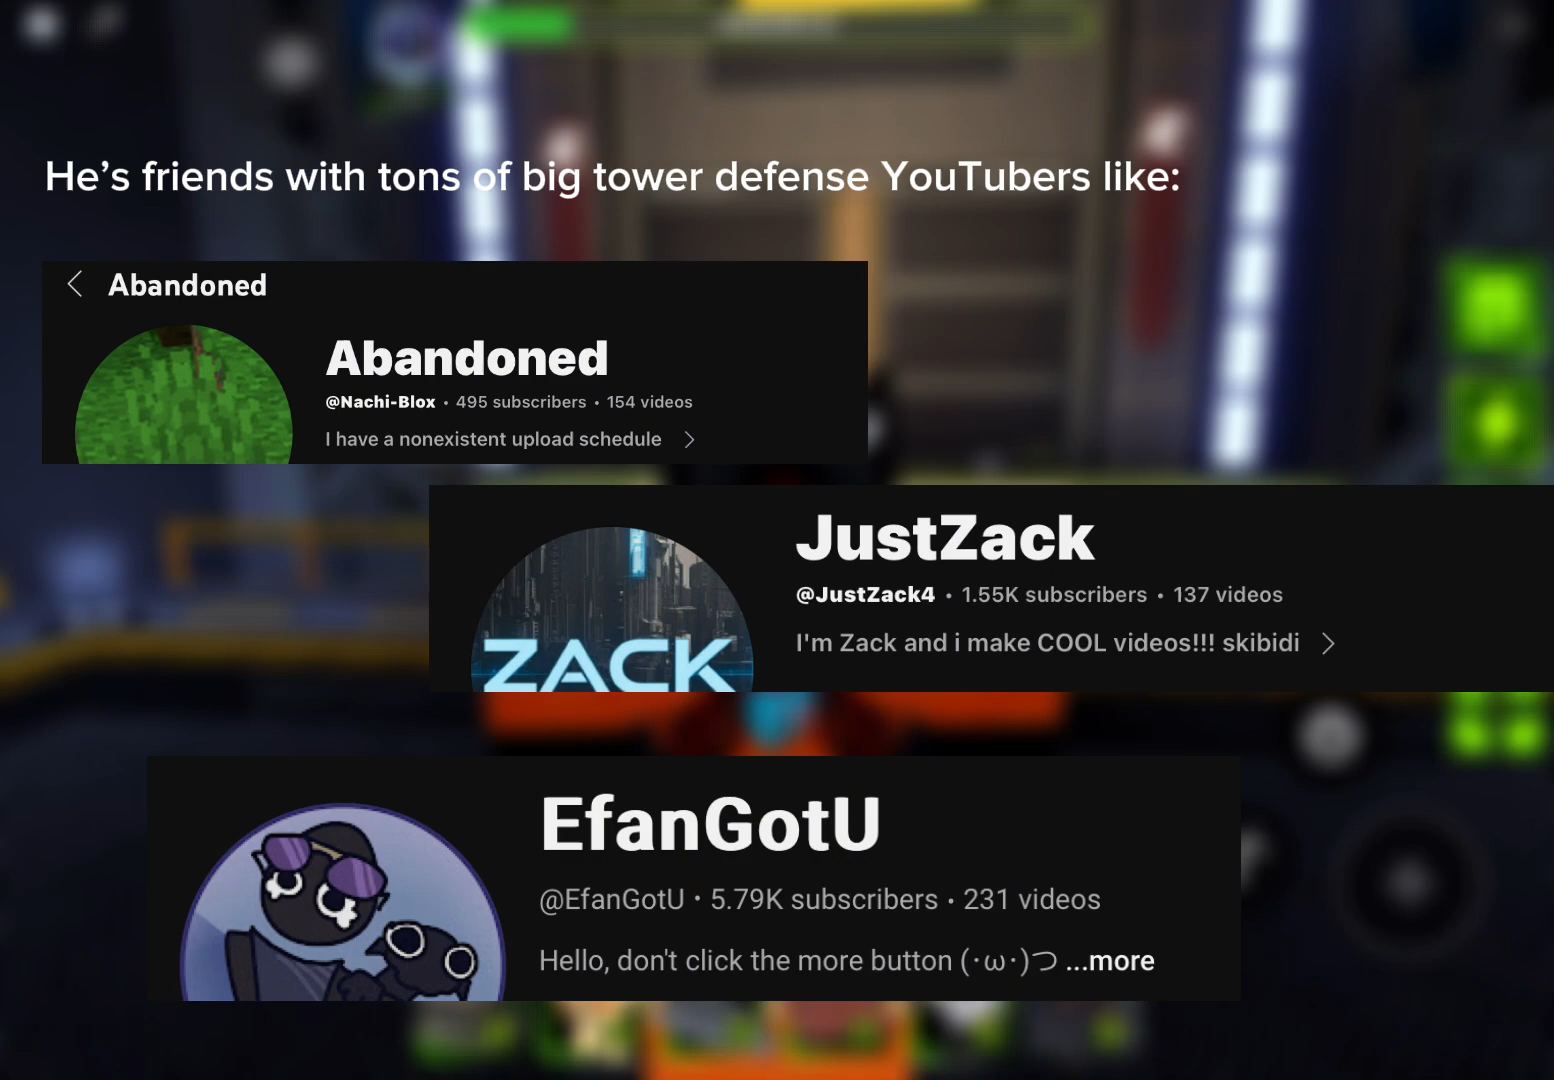 He’s friends with tons of big tower defense YouTubers like:
Abandoned
Abandoned
@Nachi-Blox • 495 subscribers • 154 videos
I have a nonexistent upload schedule
JustZack
@JustZack4 • 1.55K subscribers • 137 videos
I'm Zack and i make COOL videos!!! skibidi
ZACK
EfanGotU
@EfanGotU • 5.79K subscribers • 231 videos
Hello, don't click the more button (･ω･)つ ...more